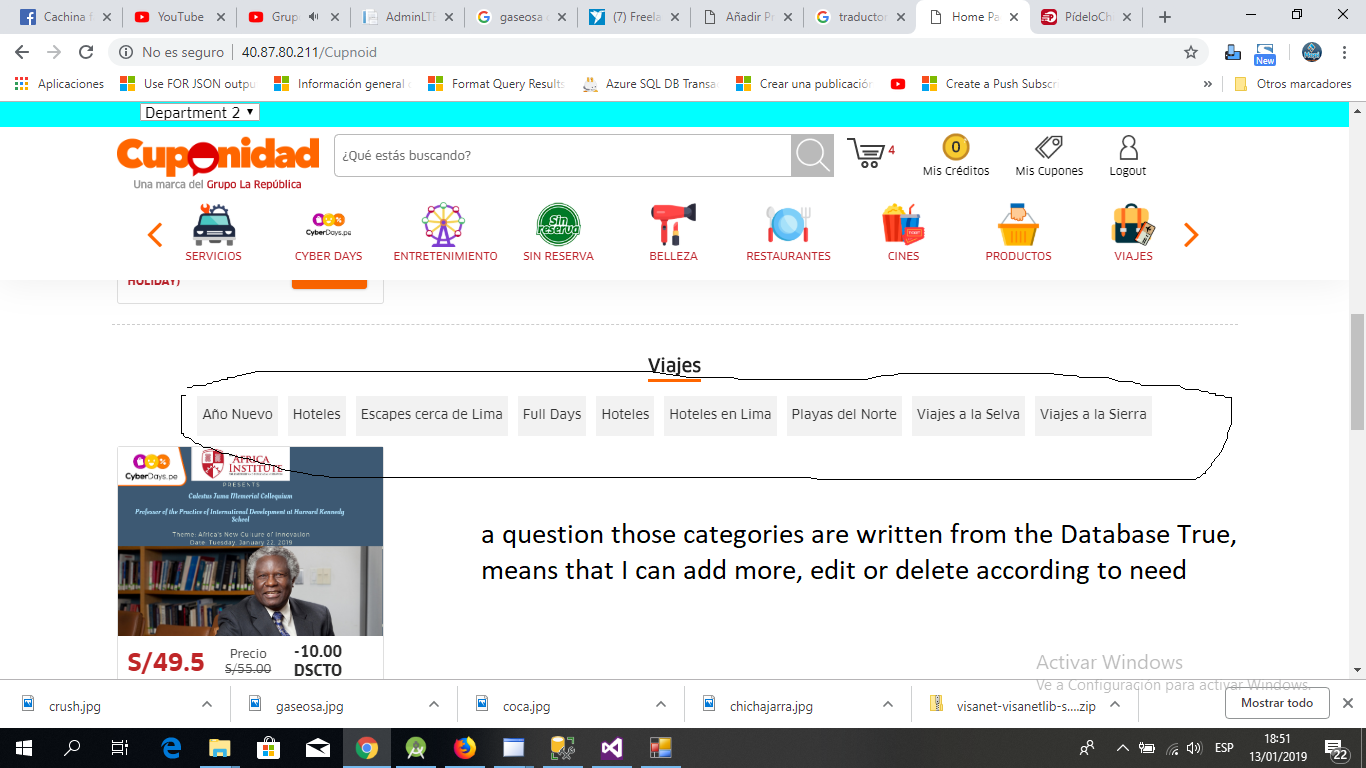 Cachina f
YouTube
Grup
AdminLTE
gaseosa
(7) Freela
Añadir Pr
traductor
Home Pa
PídeloCh
No es seguro | 40.87.80.211/Cupnoid
New
Aplicaciones
Use FOR JSON outpu
Información general
Format Query Results
Azure SQL DB Transa
Crear una publicación
Create a Push Subscr
»
Otros marcadores
Department 2
Cuponidad
Una marca del Grupo La República
¿Qué estás buscando?
4
0
Mis Créditos
Mis Cupones
Logout
CyberDays.pe
Sin reserva
SERVICIOS
CYBER DAYS
ENTRETENIMIENTO
SIN RESERVA
BELLEZA
RESTAURANTES
CINES
PRODUCTOS
VIAJES
HOLIDAY)
Viajes
Año Nuevo
Hoteles
Escapes cerca de Lima
Full Days
Hoteles
Hoteles en Lima
Playas del Norte
Viajes a la Selva
Viajes a la Sierra
CyberDays.pe
AFRICA
INSTITUTE
PRESENTS
Calestus Juma Memorial Colloquium
Professor of the Practice of International Development at Harvard Kennedy
School
Theme: Africa's New Culture of Innovation
Date: Tuesday, January 22, 2019
a question those categories are written from the Database True,
means that I can add more, edit or delete according to need
S/49.5
Precio
S/55.00
-10.00
DSCTO
Activar Windows
Ve a Configuración para activar Windows.
crush.jpg
gaseosa.jpg
coca.jpg
chichajarra.jpg
visanet-visanetlib-s....zip
Mostrar todo
ESP
18:51
13/01/2019
22